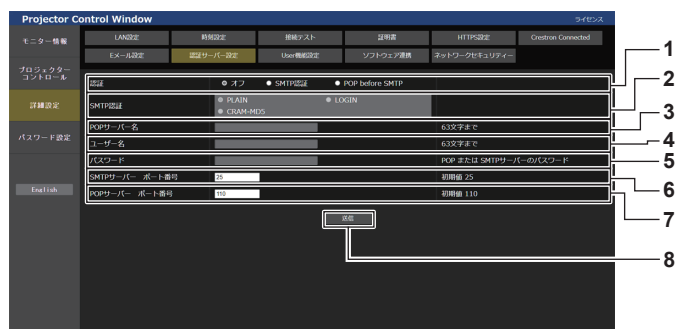 Projector Control Window
ライセンス
モニター情報
LAN設定 時刻設定 接続テスト 証明書 HTTPS設定 Crestron Connected
Eメール設定 認証サーバー設定 User機能設定 ソフトウェア連携 ネットワークセキュリティー
プロジェクター
コントロール
詳細設定
パスワード設定
English
認証 オフ SMTP認証 POP before SMTP
SMTP認証 PLAIN LOGIN
CRAM-MD5
POPサーバー名 63文字まで
ユーザー名 63文字まで
パスワード POP または SMTPサーバーのパスワード
SMTPサーバー ポート番号 25 初期値 25
POPサーバー ポート番号 110 初期値 110
送信
1
2
3
4
5
6
7
8